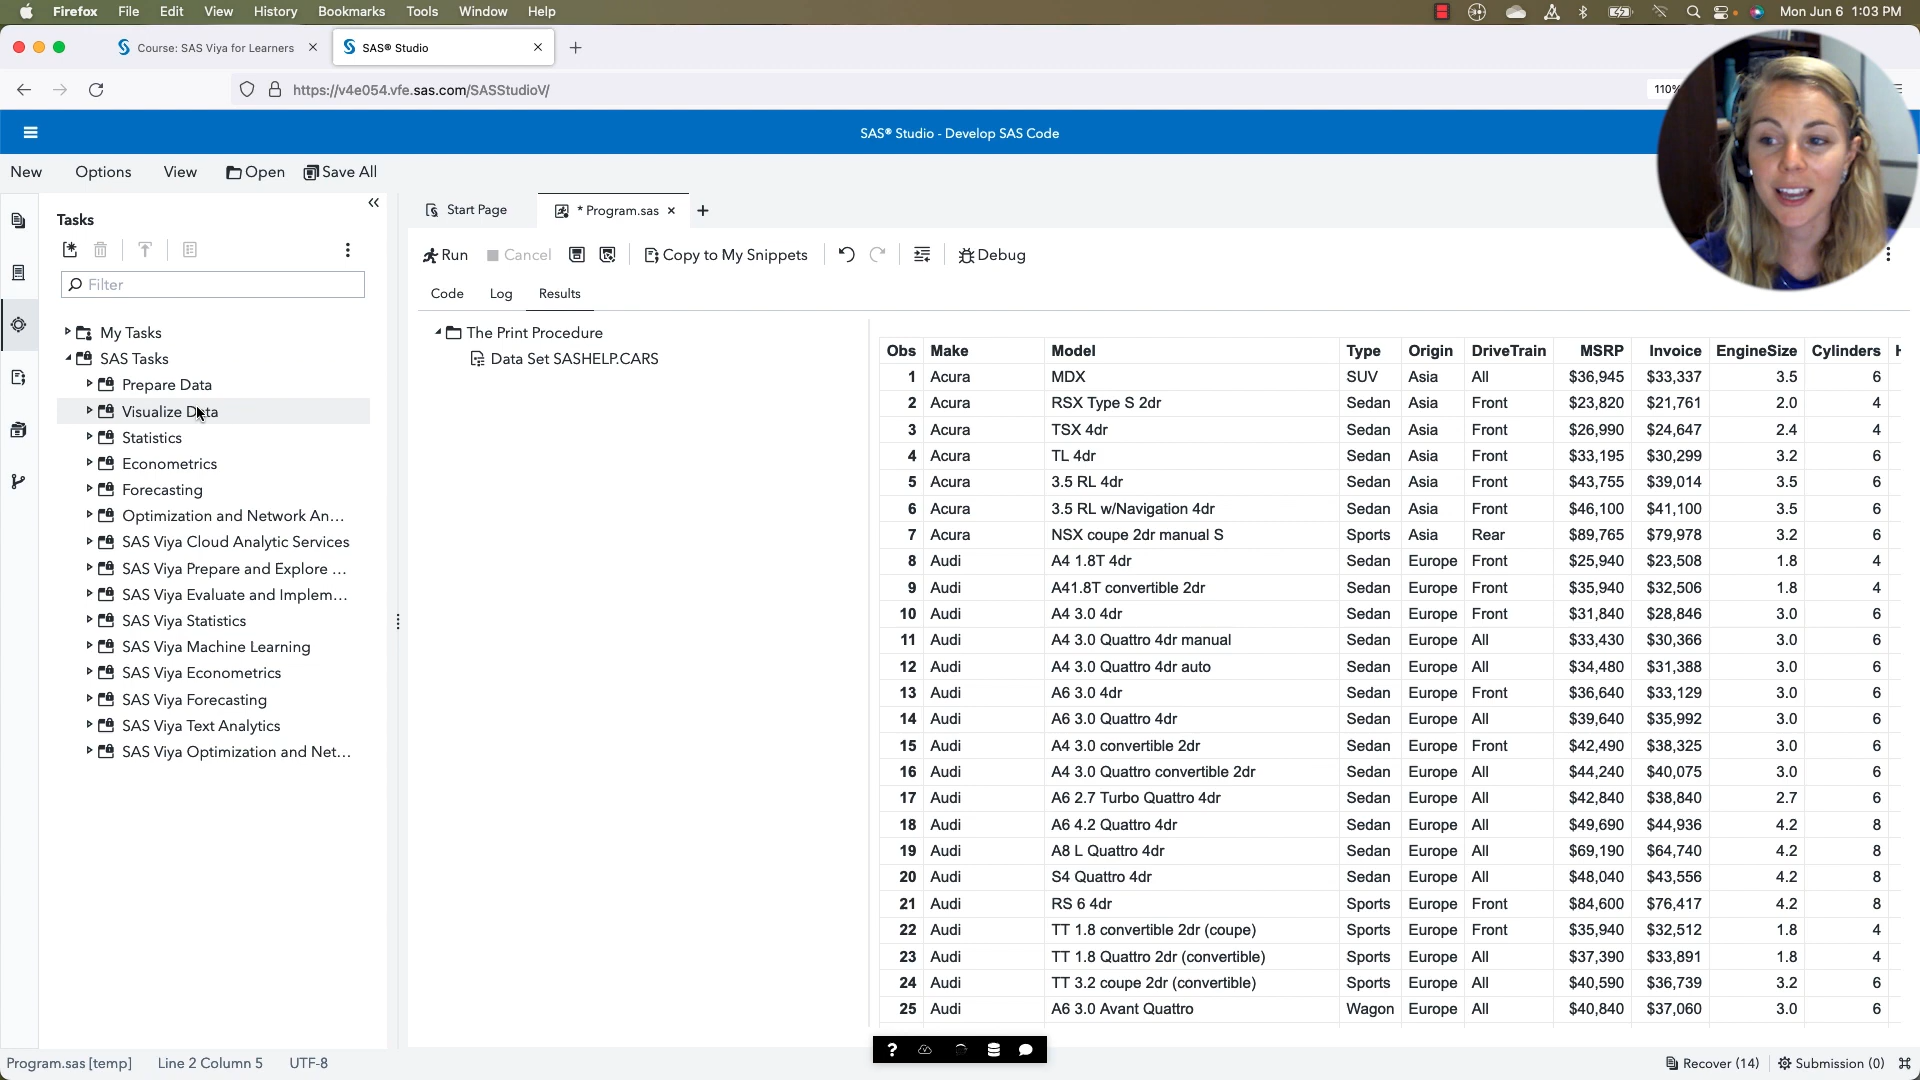 Firefox File Edit View History Bookmarks Tools Window Help Mon Jun 6 1:03 PM
Course: SAS Viya for Learners SAS® Studio
https://v4e054.vfe.sas.com/SASStudioV/ 110%
SAS® Studio - Develop SAS Code
New Options View Open Save All
Tasks
Start Page * Program.sas
Run Cancel Copy to My Snippets Debug
Filter
Code Log Results
My Tasks
SAS Tasks
Prepare Data
Visualize Data
Statistics
Econometrics
Forecasting
Optimization and Network An...
SAS Viya Cloud Analytic Services
SAS Viya Prepare and Explore ...
SAS Viya Evaluate and Implem...
SAS Viya Statistics
SAS Viya Machine Learning
SAS Viya Econometrics
SAS Viya Forecasting
SAS Viya Text Analytics
SAS Viya Optimization and Net...
The Print Procedure
Data Set SASHELP.CARS
Obs Make Model Type Origin DriveTrain MSRP Invoice EngineSize Cylinders
1 Acura MDX SUV Asia All $36,945 $33,337 3.5 6
2 Acura RSX Type S 2dr Sedan Asia Front $23,820 $21,761 2.0 4
3 Acura TSX 4dr Sedan Asia Front $26,990 $24,647 2.4 4
4 Acura TL 4dr Sedan Asia Front $33,195 $30,299 3.2 6
5 Acura 3.5 RL 4dr Sedan Asia Front $43,755 $39,014 3.5 6
6 Acura 3.5 RL w/Navigation 4dr Sedan Asia Front $46,100 $41,100 3.5 6
7 Acura NSX coupe 2dr manual S Sports Asia Rear $89,765 $79,978 3.2 6
8 Audi A4 1.8T 4dr Sedan Europe Front $25,940 $23,508 1.8 4
9 Audi A41.8T convertible 2dr Sedan Europe Front $35,940 $32,506 1.8 4
10 Audi A4 3.0 4dr Sedan Europe Front $31,840 $28,846 3.0 6
11 Audi A4 3.0 Quattro 4dr manual Sedan Europe All $33,430 $30,366 3.0 6
12 Audi A4 3.0 Quattro 4dr auto Sedan Europe All $34,480 $31,388 3.0 6
13 Audi A6 3.0 4dr Sedan Europe Front $36,640 $33,129 3.0 6
14 Audi A6 3.0 Quattro 4dr Sedan Europe All $39,640 $35,992 3.0 6
15 Audi A4 3.0 convertible 2dr Sedan Europe Front $42,490 $38,325 3.0 6
16 Audi A4 3.0 Quattro convertible 2dr Sedan Europe All $44,240 $40,075 3.0 6
17 Audi A6 2.7 Turbo Quattro 4dr Sedan Europe All $42,840 $38,840 2.7 6
18 Audi A6 4.2 Quattro 4dr Sedan Europe All $49,690 $44,936 4.2 8
19 Audi A8 L Quattro 4dr Sedan Europe All $69,190 $64,740 4.2 8
20 Audi S4 Quattro 4dr Sedan Europe All $48,040 $43,556 4.2 8
21 Audi RS 6 4dr Sports Europe Front $84,600 $76,417 4.2 8
22 Audi TT 1.8 convertible 2dr (coupe) Sports Europe Front $35,940 $32,512 1.8 4
23 Audi TT 1.8 Quattro 2dr (convertible) Sports Europe All $37,390 $33,891 1.8 4
24 Audi TT 3.2 coupe 2dr (convertible) Sports Europe All $40,590 $36,739 3.2 6
25 Audi A6 3.0 Avant Quattro Wagon Europe All $40,840 $37,060 3.0 6
Program.sas [temp] Line 2 Column 5 UTF-8 Recover (14) Submission (0)